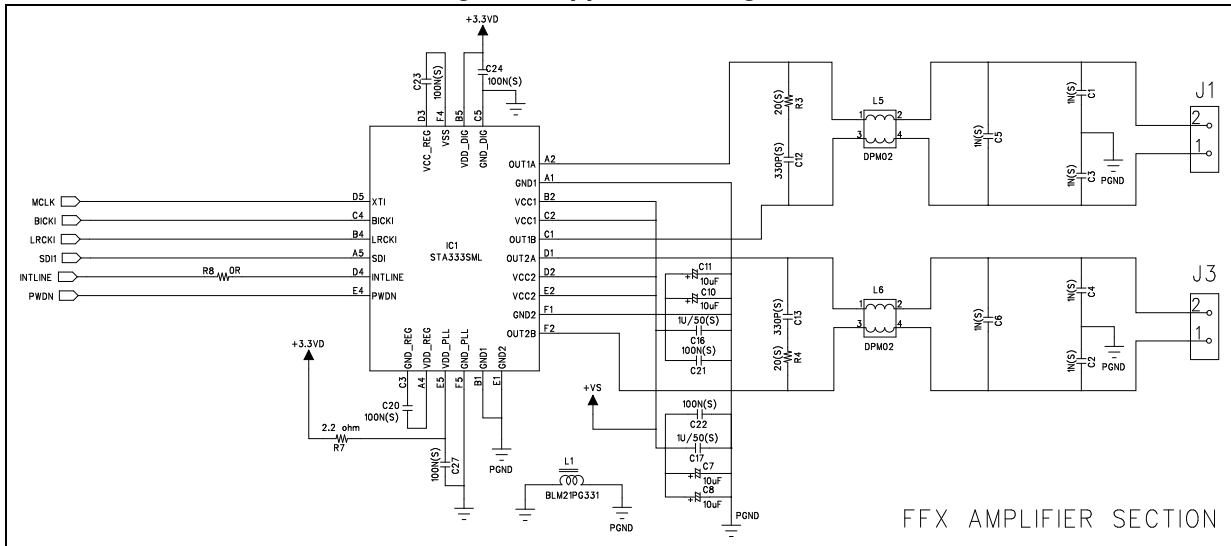 +3.3VD
C23
100N(S)
C24
100N(S)
D3
F4
B5
C5
VCC_REG
VSS
VDD_DIG
GND_DIG
MCLK
D5
XTI
BICKI
C4
BICKI
LRCKI
B4
LRCKI
SDI1
A5
SDI
INTLINE
R8
0R
D4
INTLINE
PWDN
E4
PWDN
IC1
STA333SML
OUT1A
A2
GND1
A1
VCC1
B2
VCC1
C2
OUT1B
C1
OUT2A
D1
VCC2
D2
VCC2
E2
GND2
F1
OUT2B
F2
GND_REG
VDD_REG
VDD_PLL
GND_PLL
GND1
GND2
C3
A4
E5
F5
B1
E1
+3.3VD
C20
100N(S)
2.2 ohm
R7
100N(S)
C27
PGND
L1
BLM21PG331
PGND
+VS
+
C11
10uF
+
C10
10uF
1U/50(S)
C16
100N(S)
C21
100N(S)
C22
1U/50(S)
C17
+
C7
10uF
+
C8
10uF
PGND
20(S)
R3
330P(S)
C12
L5
1
2
3
4
DPM02
1N(S)
C5
1N(S)
C1
1N(S)
C3
PGND
J1
2
1
330P(S)
C13
20(S)
R4
L6
1
2
3
4
DPM02
1N(S)
C6
1N(S)
C4
1N(S)
C2
PGND
J3
2
1
FFX AMPLIFIER SECTION